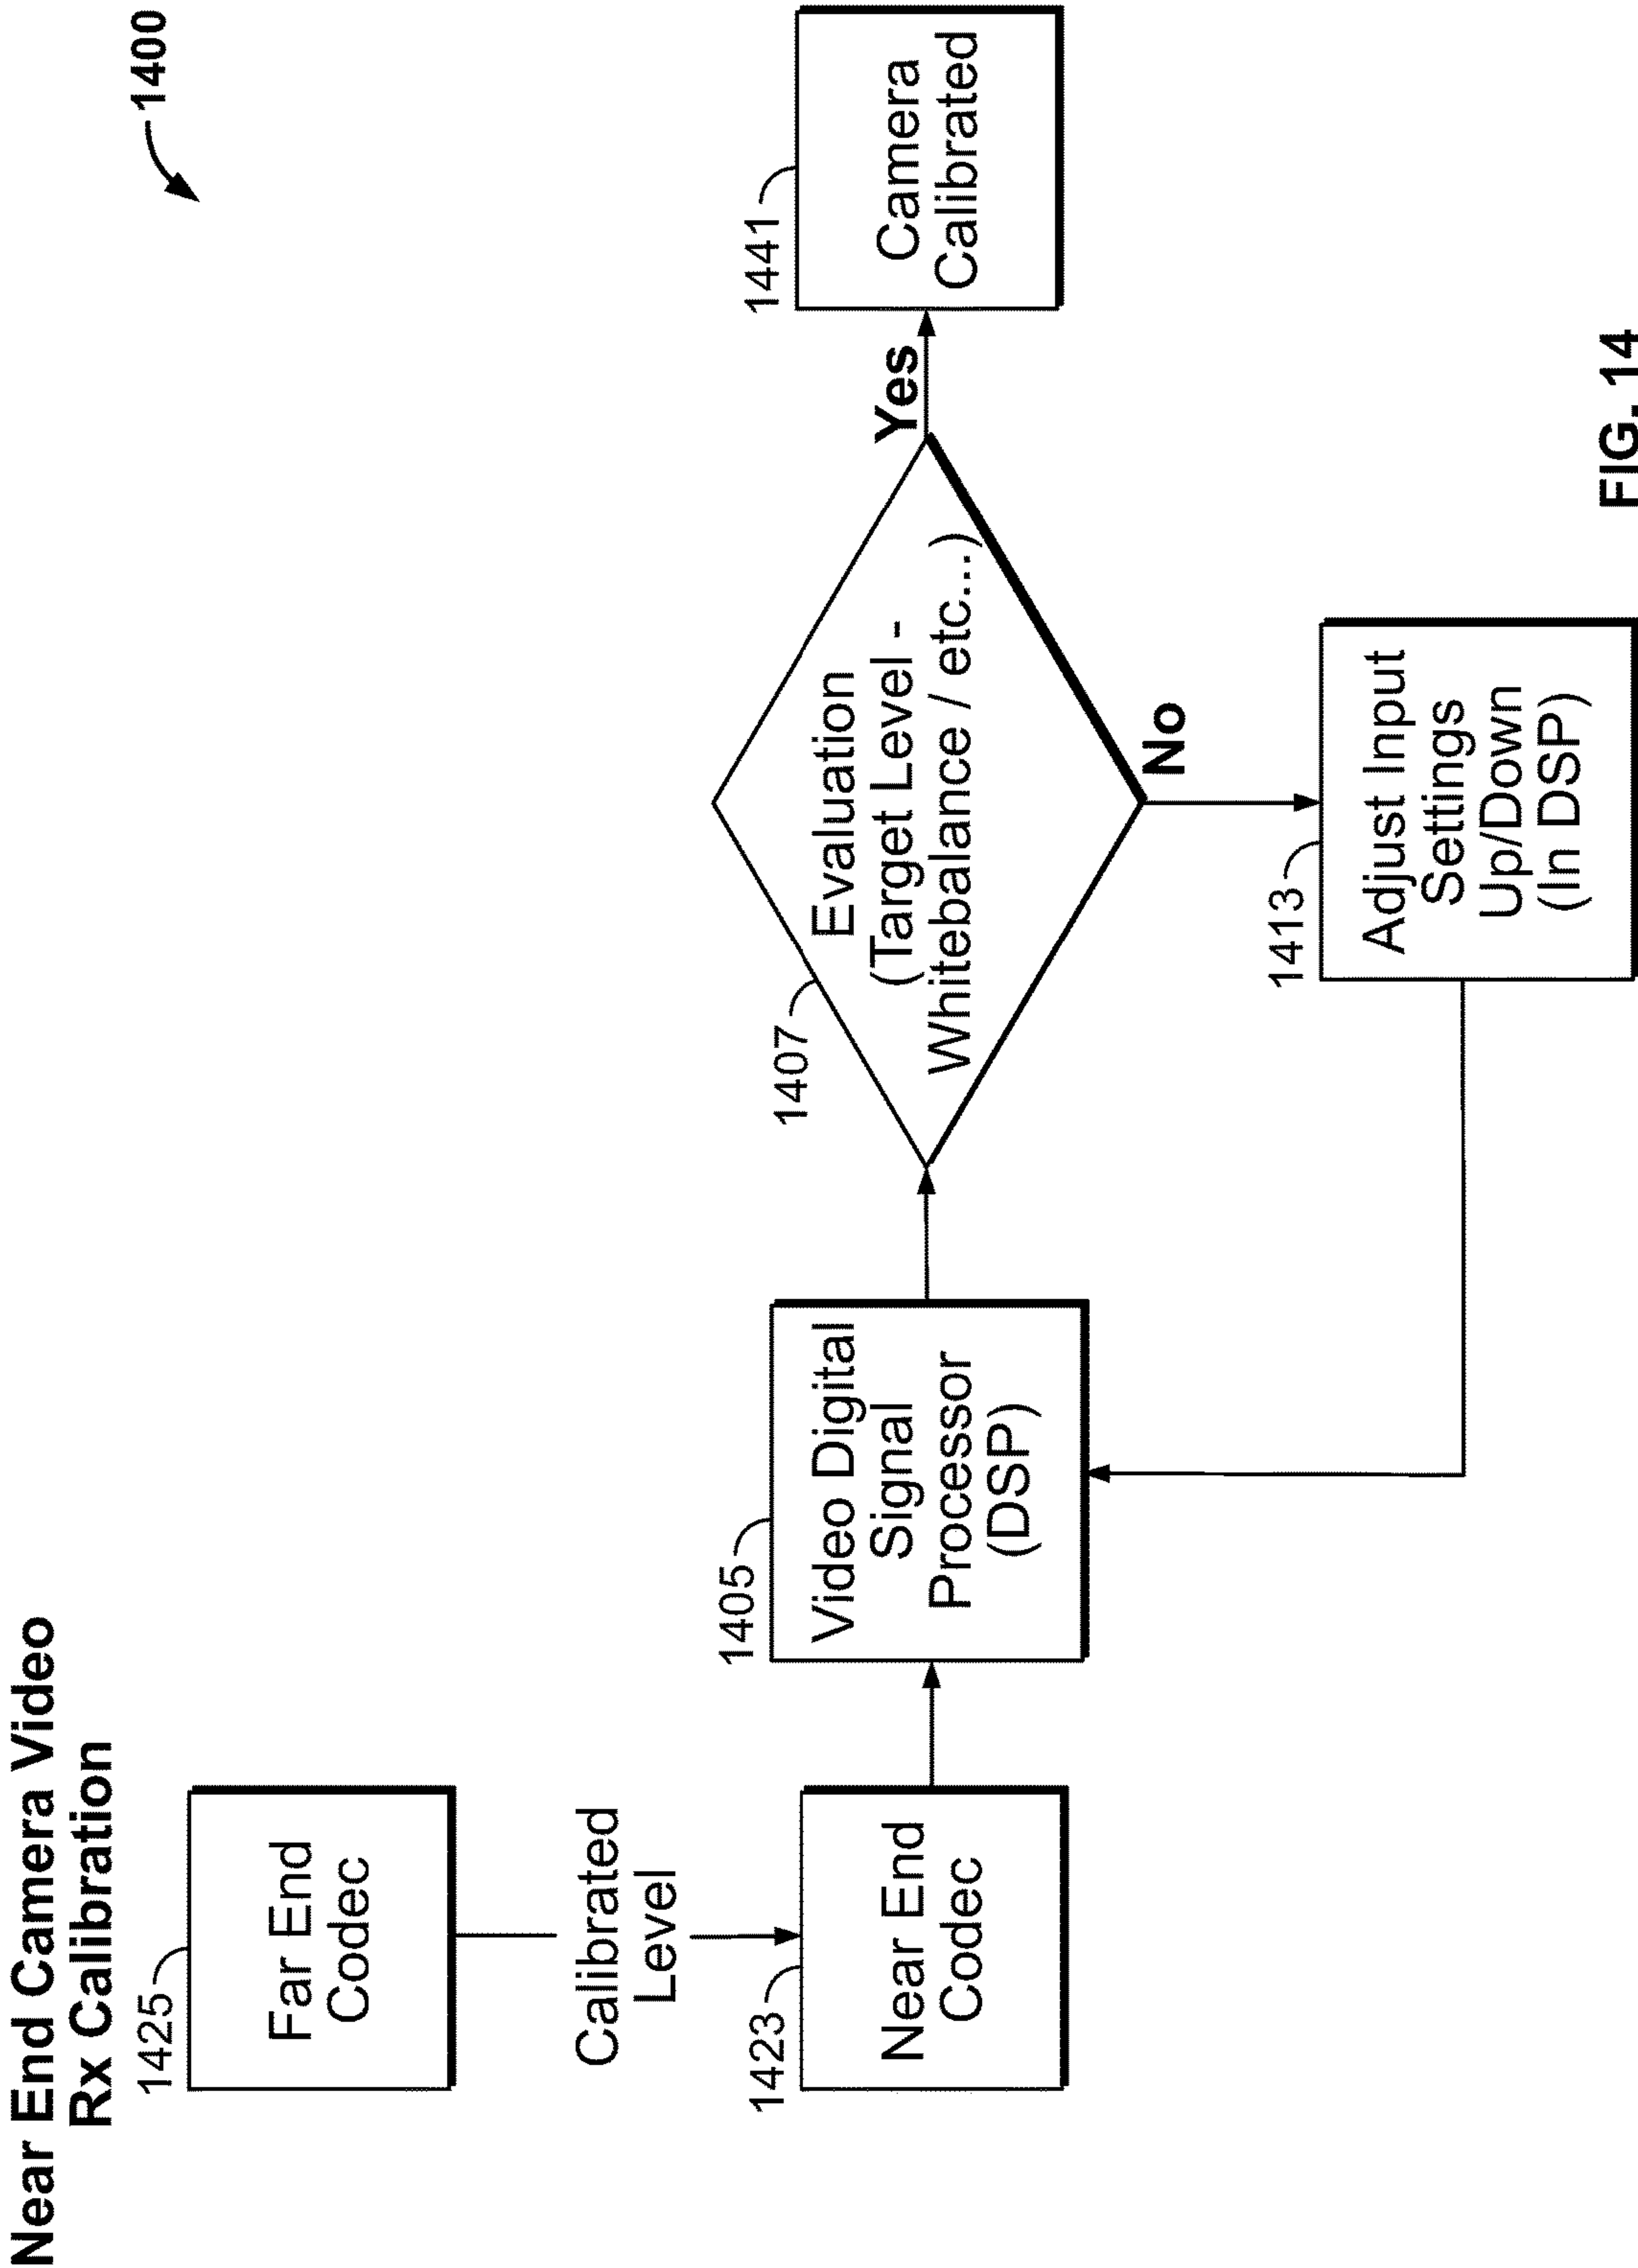 Near End Camera Video
Rx Calibration
1400
1425
Far End
Codec
Calibrated
Level
1423
Near End
Codec
1405
Video Digital
Signal
Processor
(DSP)
1407
Evaluation
(Target Level -
Whitebalance / etc...)
Yes
1441
Camera
Calibrated
No
1413
Adjust Input
Settings
Up/Down
(In DSP)
FIG. 14